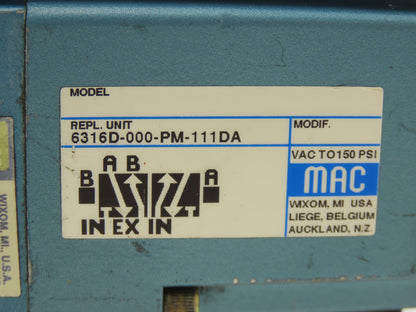 MODEL
REPL. UNIT
6316D-000-PM-111DA
MODIF.
VAC TO 150 PSI
A B
B A
IN EX IN
MAC
WIXOM, MI USA
LIEGE, BELGIUM
AUCKLAND, N.Z.
WIXOM, MI., U.S.A.